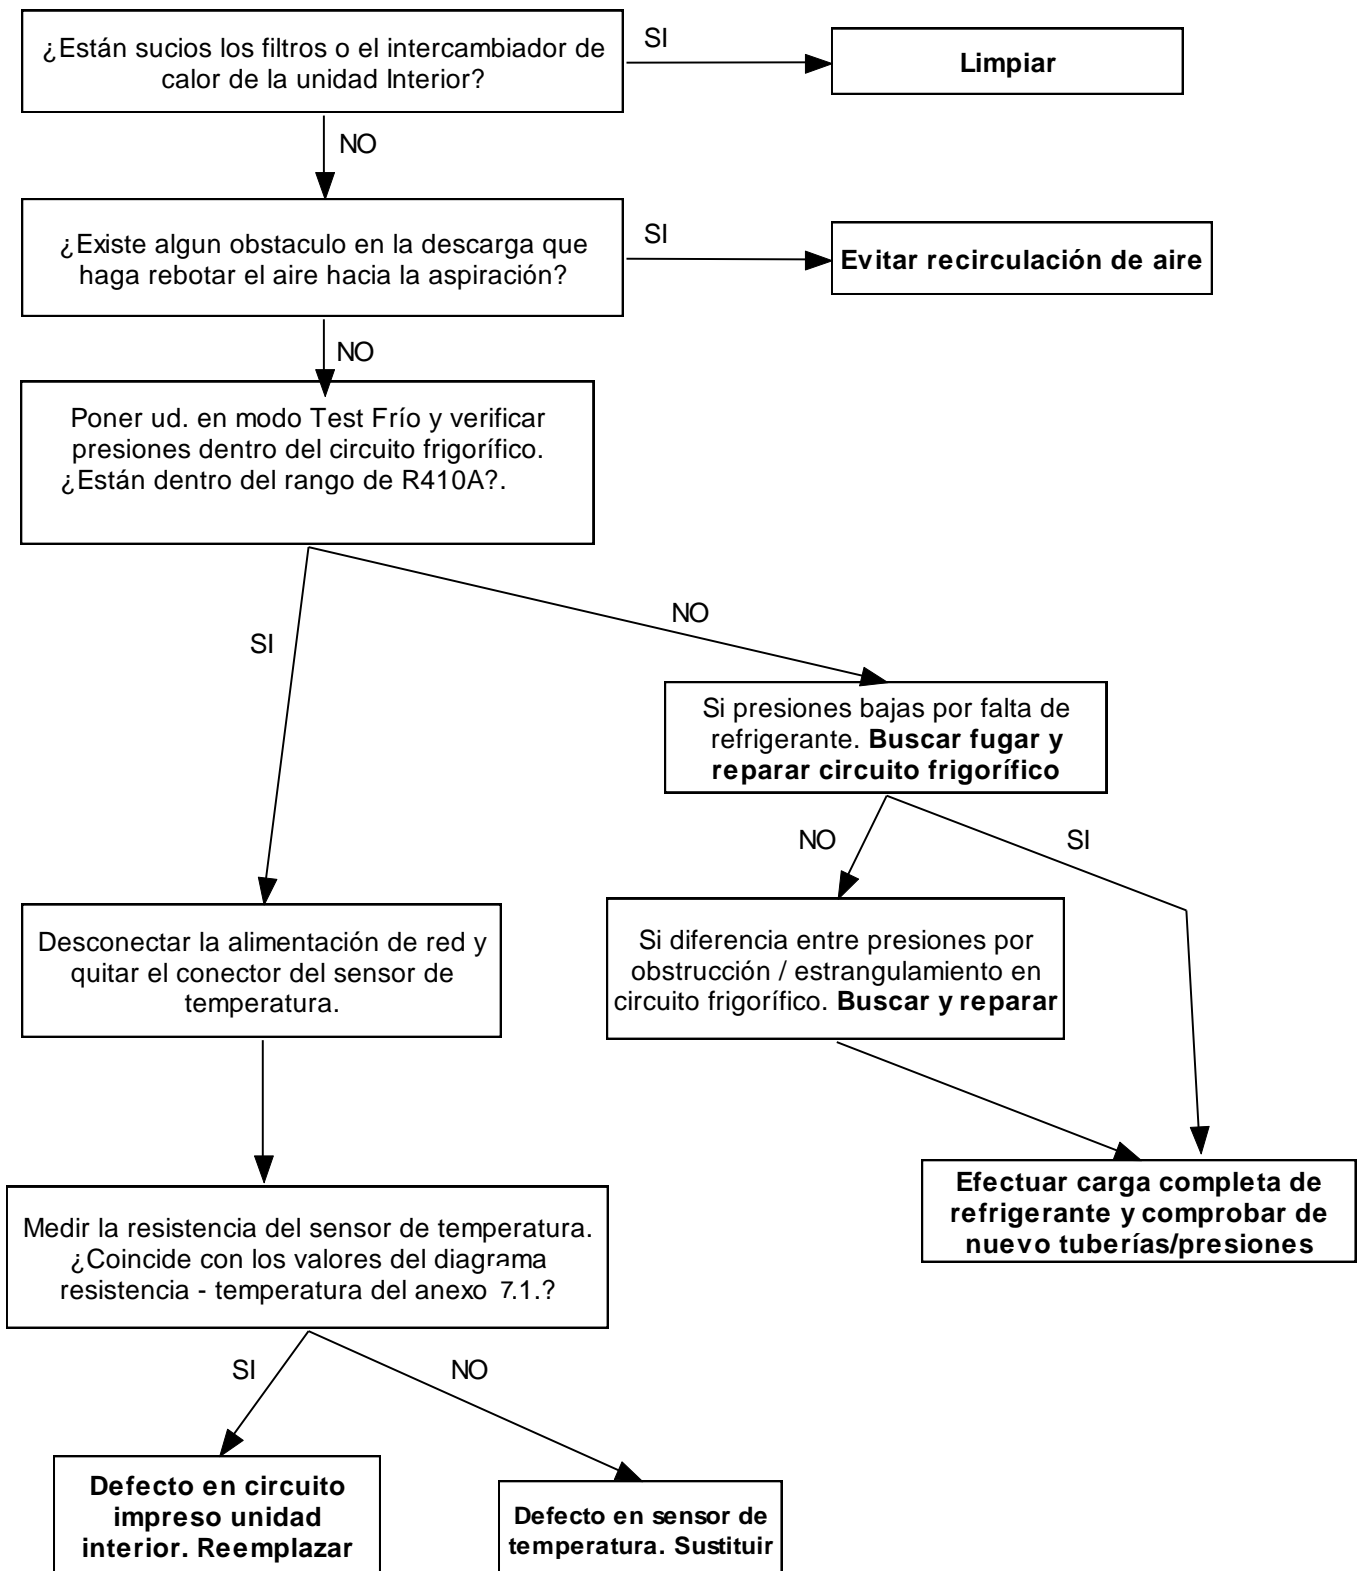 ¿Están sucios los filtros o el intercambiador de
calor de la unidad Interior?
SI
Limpiar
NO
¿Existe algun obstaculo en la descarga que
haga rebotar el aire hacia la aspiración?
SI
Evitar recirculación de aire
NO
Poner ud. en modo Test Frío y verificar
presiones dentro del circuito frigorífico.
¿Están dentro del rango de R410A?.
SI
NO
Si presiones bajas por falta de
refrigerante. Buscar fugar y
reparar circuito frigorífico
NO
SI
Desconectar la alimentación de red y
quitar el conector del sensor de
temperatura.
Si diferencia entre presiones por
obstrucción / estrangulamiento en
circuito frigorífico. Buscar y reparar
Efectuar carga completa de
refrigerante y comprobar de
nuevo tuberías/presiones
Medir la resistencia del sensor de temperatura.
¿Coincide con los valores del diagrama
resistencia - temperatura del anexo 7.1.?
SI
NO
Defecto en circuito
impreso unidad
interior. Reemplazar
Defecto en sensor de
temperatura. Sustituir